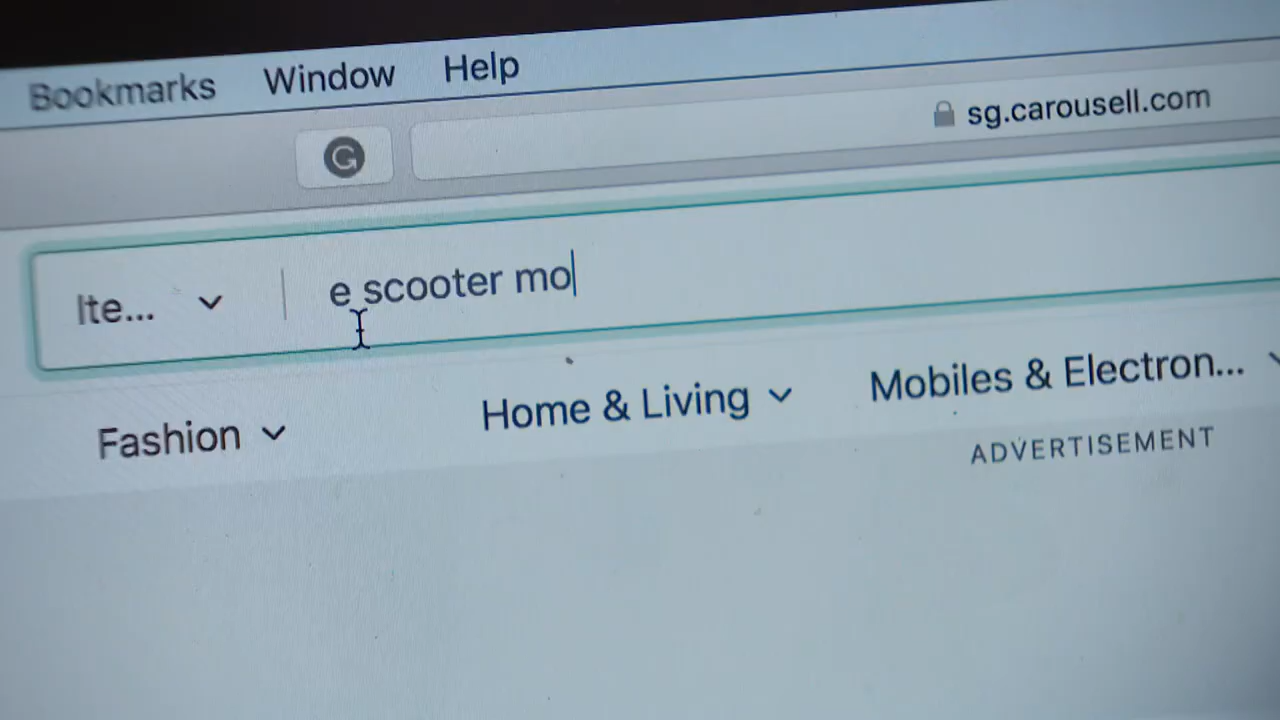 Bookmarks Window Help
sg.carousell.com
Ite... e scooter mo
Fashion Home & Living Mobiles & Electron...
ADVERTISEMENT